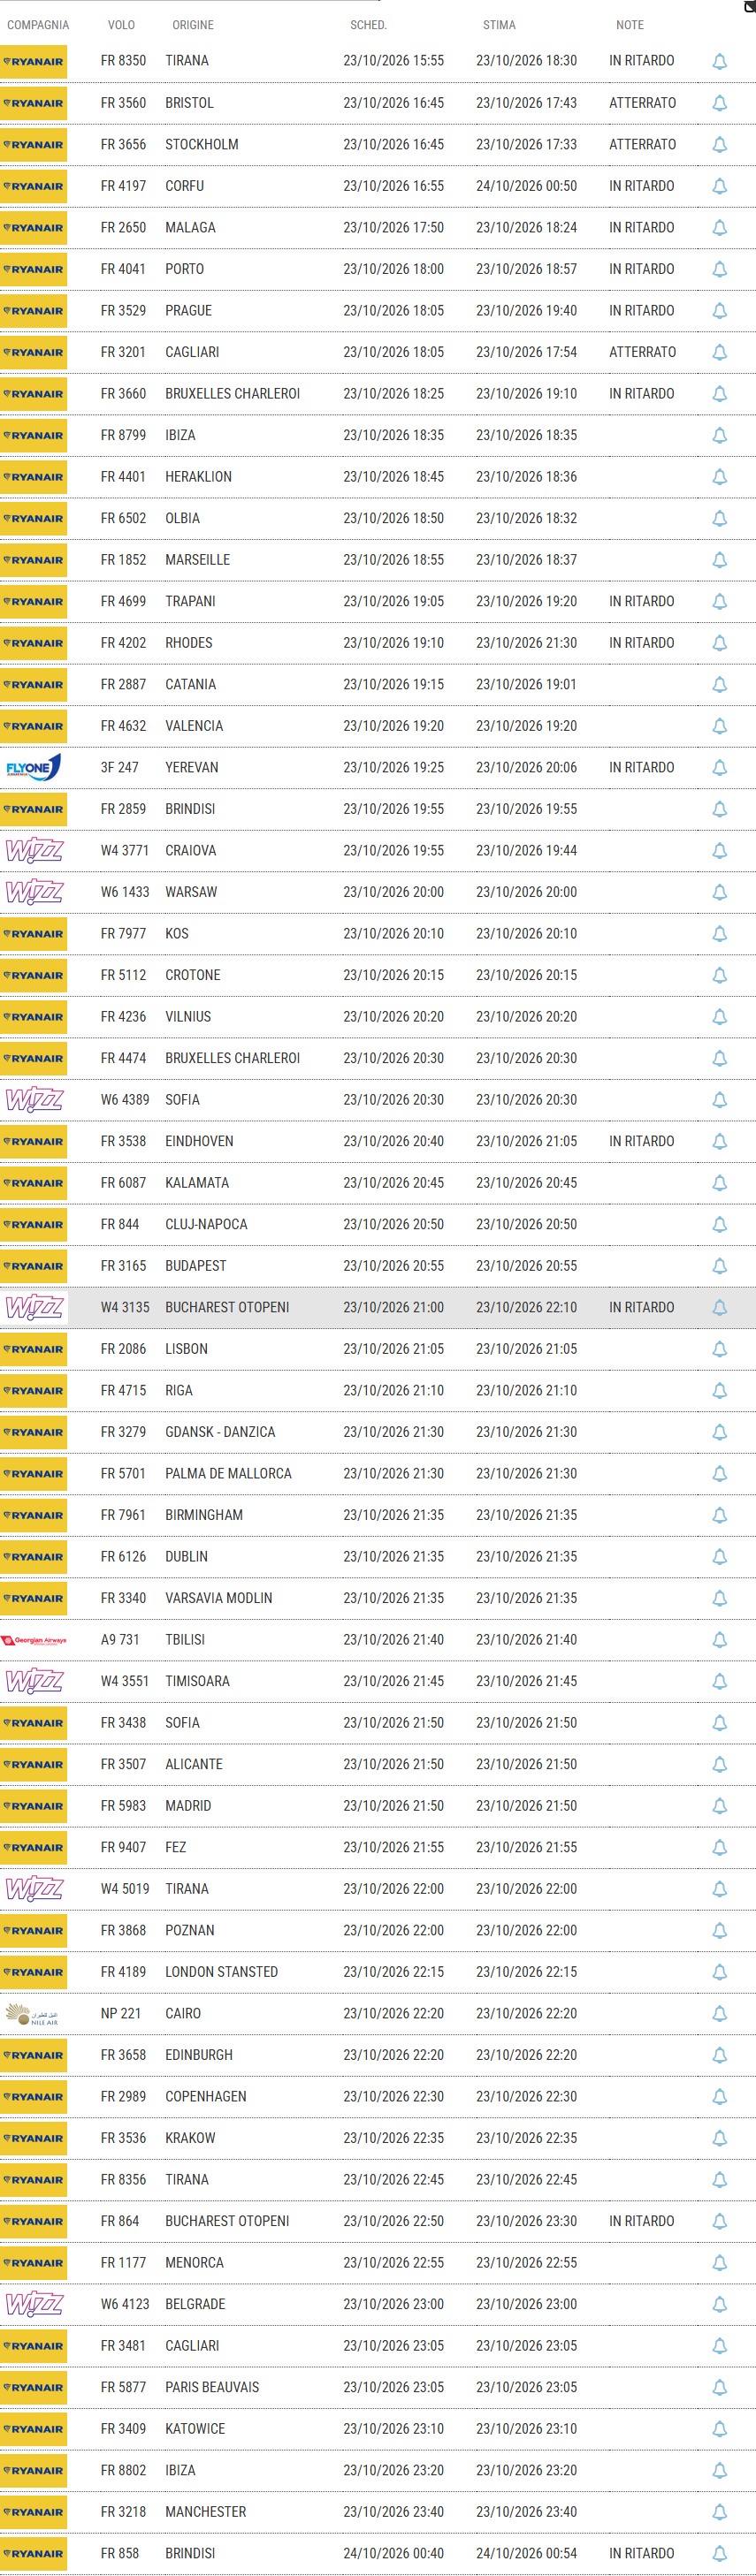 COMPAGNIA VOLO ORIGINE SCHED. STIMA NOTE
RYANAIR FR 8350 TIRANA 23/10/2026 15:55 23/10/2026 18:30 IN RITARDO
RYANAIR FR 3560 BRISTOL 23/10/2026 16:45 23/10/2026 17:43 ATTERRATO
RYANAIR FR 3656 STOCKHOLM 23/10/2026 16:45 23/10/2026 17:33 ATTERRATO
RYANAIR FR 4197 CORFU 23/10/2026 16:55 24/10/2026 00:50 IN RITARDO
RYANAIR FR 2650 MALAGA 23/10/2026 17:50 23/10/2026 18:24 IN RITARDO
RYANAIR FR 4041 PORTO 23/10/2026 18:00 23/10/2026 18:57 IN RITARDO
RYANAIR FR 3529 PRAGUE 23/10/2026 18:05 23/10/2026 19:40 IN RITARDO
RYANAIR FR 3201 CAGLIARI 23/10/2026 18:05 23/10/2026 17:54 ATTERRATO
RYANAIR FR 3660 BRUXELLES CHARLEROI 23/10/2026 18:25 23/10/2026 19:10 IN RITARDO
RYANAIR FR 8799 IBIZA 23/10/2026 18:35 23/10/2026 18:35
RYANAIR FR 4401 HERAKLION 23/10/2026 18:45 23/10/2026 18:36
RYANAIR FR 6502 OLBIA 23/10/2026 18:50 23/10/2026 18:32
RYANAIR FR 1852 MARSEILLE 23/10/2026 18:55 23/10/2026 18:37
RYANAIR FR 4699 TRAPANI 23/10/2026 19:05 23/10/2026 19:20 IN RITARDO
RYANAIR FR 4202 RHODES 23/10/2026 19:10 23/10/2026 21:30 IN RITARDO
RYANAIR FR 2887 CATANIA 23/10/2026 19:15 23/10/2026 19:01
RYANAIR FR 4632 VALENCIA 23/10/2026 19:20 23/10/2026 19:20
FLYONE 3F 247 YEREVAN 23/10/2026 19:25 23/10/2026 20:06 IN RITARDO
RYANAIR FR 2859 BRINDISI 23/10/2026 19:55 23/10/2026 19:55
WIZZ W4 3771 CRAIOVA 23/10/2026 19:55 23/10/2026 19:44
WIZZ W6 1433 WARSAW 23/10/2026 20:00 23/10/2026 20:00
RYANAIR FR 7977 KOS 23/10/2026 20:10 23/10/2026 20:10
RYANAIR FR 5112 CROTONE 23/10/2026 20:15 23/10/2026 20:15
RYANAIR FR 4236 VILNIUS 23/10/2026 20:20 23/10/2026 20:20
RYANAIR FR 4474 BRUXELLES CHARLEROI 23/10/2026 20:30 23/10/2026 20:30
WIZZ W6 4389 SOFIA 23/10/2026 20:30 23/10/2026 20:30
RYANAIR FR 3538 EINDHOVEN 23/10/2026 20:40 23/10/2026 21:05 IN RITARDO
RYANAIR FR 6087 KALAMATA 23/10/2026 20:45 23/10/2026 20:45
RYANAIR FR 844 CLUJ-NAPOCA 23/10/2026 20:50 23/10/2026 20:50
RYANAIR FR 3165 BUDAPEST 23/10/2026 20:55 23/10/2026 20:55
WIZZ W4 3135 BUCHAREST OTOPENI 23/10/2026 21:00 23/10/2026 22:10 IN RITARDO
RYANAIR FR 2086 LISBON 23/10/2026 21:05 23/10/2026 21:05
RYANAIR FR 4715 RIGA 23/10/2026 21:10 23/10/2026 21:10
RYANAIR FR 3279 GDANSK - DANZICA 23/10/2026 21:30 23/10/2026 21:30
RYANAIR FR 5701 PALMA DE MALLORCA 23/10/2026 21:30 23/10/2026 21:30
RYANAIR FR 7961 BIRMINGHAM 23/10/2026 21:35 23/10/2026 21:35
RYANAIR FR 6126 DUBLIN 23/10/2026 21:35 23/10/2026 21:35
RYANAIR FR 3340 VARSAVIA MODLIN 23/10/2026 21:35 23/10/2026 21:35
Georgian Airways A9 731 TBILISI 23/10/2026 21:40 23/10/2026 21:40
WIZZ W4 3551 TIMISOARA 23/10/2026 21:45 23/10/2026 21:45
RYANAIR FR 3438 SOFIA 23/10/2026 21:50 23/10/2026 21:50
RYANAIR FR 3507 ALICANTE 23/10/2026 21:50 23/10/2026 21:50
RYANAIR FR 5983 MADRID 23/10/2026 21:50 23/10/2026 21:50
RYANAIR FR 9407 FEZ 23/10/2026 21:55 23/10/2026 21:55
WIZZ W4 5019 TIRANA 23/10/2026 22:00 23/10/2026 22:00
RYANAIR FR 3868 POZNAN 23/10/2026 22:00 23/10/2026 22:00
RYANAIR FR 4189 LONDON STANSTED 23/10/2026 22:15 23/10/2026 22:15
النيل للطيران NILE AIR NP 221 CAIRO 23/10/2026 22:20 23/10/2026 22:20
RYANAIR FR 3658 EDINBURGH 23/10/2026 22:20 23/10/2026 22:20
RYANAIR FR 2989 COPENHAGEN 23/10/2026 22:30 23/10/2026 22:30
RYANAIR FR 3536 KRAKOW 23/10/2026 22:35 23/10/2026 22:35
RYANAIR FR 8356 TIRANA 23/10/2026 22:45 23/10/2026 22:45
RYANAIR FR 864 BUCHAREST OTOPENI 23/10/2026 22:50 23/10/2026 23:30 IN RITARDO
RYANAIR FR 1177 MENORCA 23/10/2026 22:55 23/10/2026 22:55
WIZZ W6 4123 BELGRADE 23/10/2026 23:00 23/10/2026 23:00
RYANAIR FR 3481 CAGLIARI 23/10/2026 23:05 23/10/2026 23:05
RYANAIR FR 5877 PARIS BEAUVAIS 23/10/2026 23:05 23/10/2026 23:05
RYANAIR FR 3409 KATOWICE 23/10/2026 23:10 23/10/2026 23:10
RYANAIR FR 8802 IBIZA 23/10/2026 23:20 23/10/2026 23:20
RYANAIR FR 3218 MANCHESTER 23/10/2026 23:40 23/10/2026 23:40
RYANAIR FR 858 BRINDISI 24/10/2026 00:40 24/10/2026 00:54 IN RITARDO